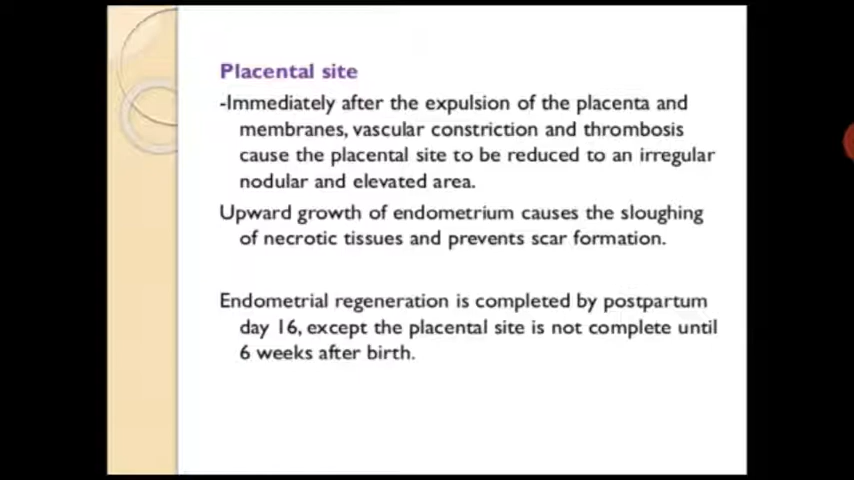 Placental site
-Immediately after the expulsion of the placenta and
membranes, vascular constriction and thrombosis
cause the placental site to be reduced to an irregular
nodular and elevated area.
Upward growth of endometrium causes the sloughing
of necrotic tissues and prevents scar formation.
Endometrial regeneration is completed by postpartum
day 16, except the placental site is not complete until
6 weeks after birth.